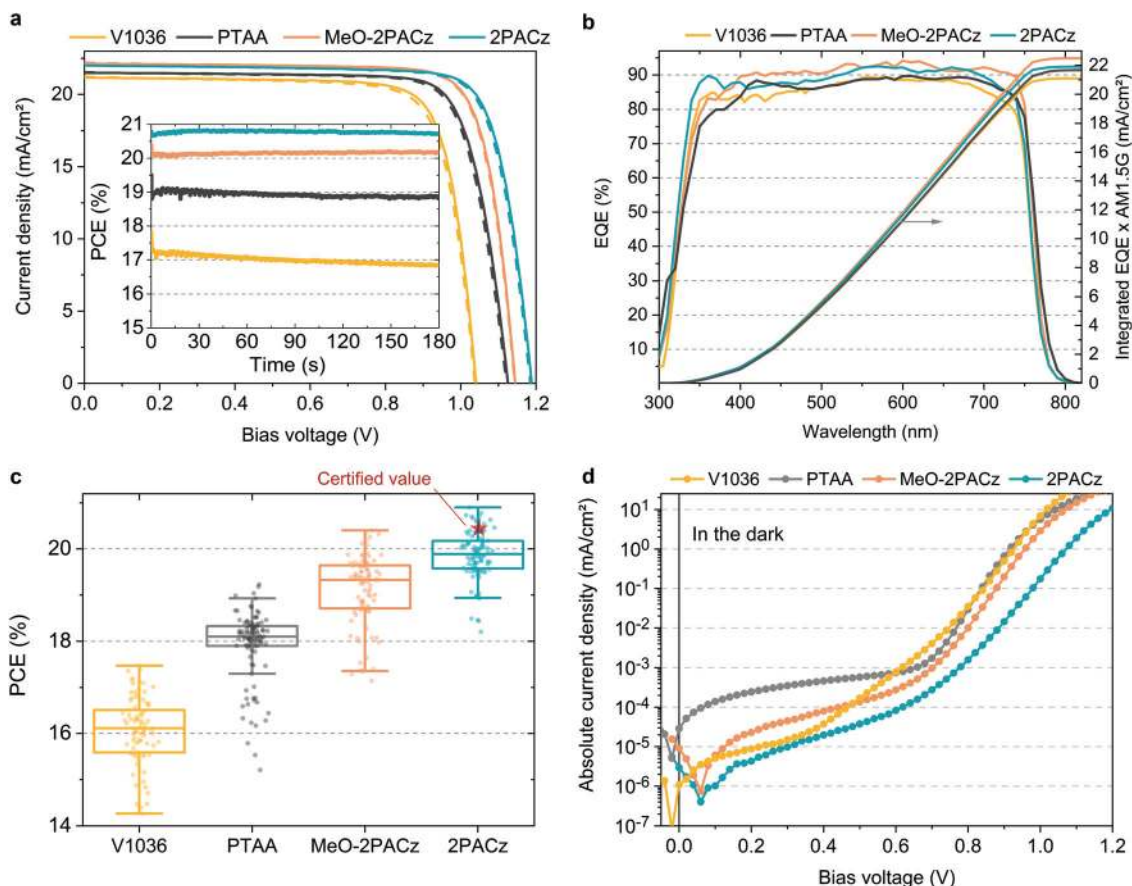 a
V1036 PTAA MeO-2PACz 2PACz
Current density (mA/cm²)
20
15
10
5
0
0.0 0.2 0.4 0.6 0.8 1.0 1.2
Bias voltage (V)
PCE (%)
21
20
19
18
17
16
15
0 30 60 90 120 150 180
Time (s)
b
V1036 PTAA MeO-2PACz 2PACz
EQE (%)
90
80
70
60
50
40
30
20
10
300 400 500 600 700 800
Wavelength (nm)
22
20
18
16
14
12
10
8
6
4
2
0
Integrated EQE x AM1.5G (mA/cm²)
c
Certified value
PCE (%)
20
18
16
14
V1036 PTAA MeO-2PACz 2PACz
d
V1036 PTAA MeO-2PACz 2PACz
In the dark
Absolute current density (mA/cm²)
10¹
10⁰
10⁻¹
10⁻²
10⁻³
10⁻⁴
10⁻⁵
10⁻⁶
10⁻⁷
0.0 0.2 0.4 0.6 0.8 1.0 1.2
Bias voltage (V)